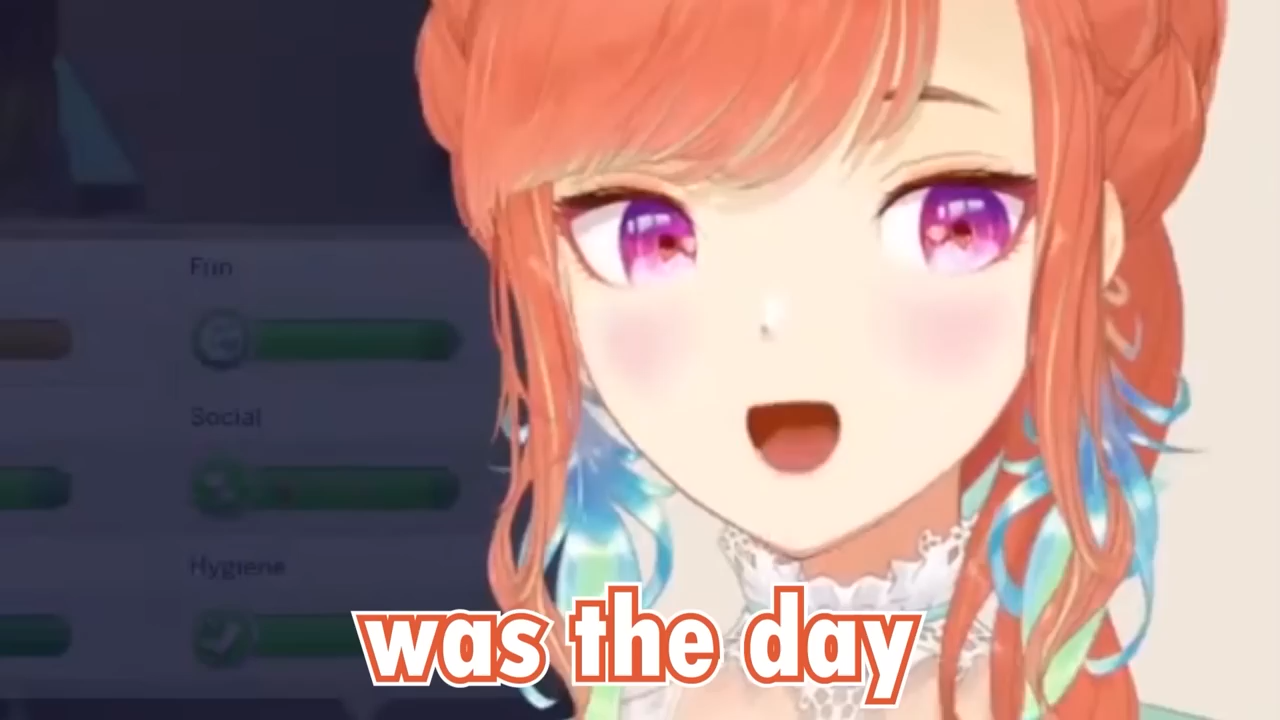 Fun
Social
Hygiene
was the day